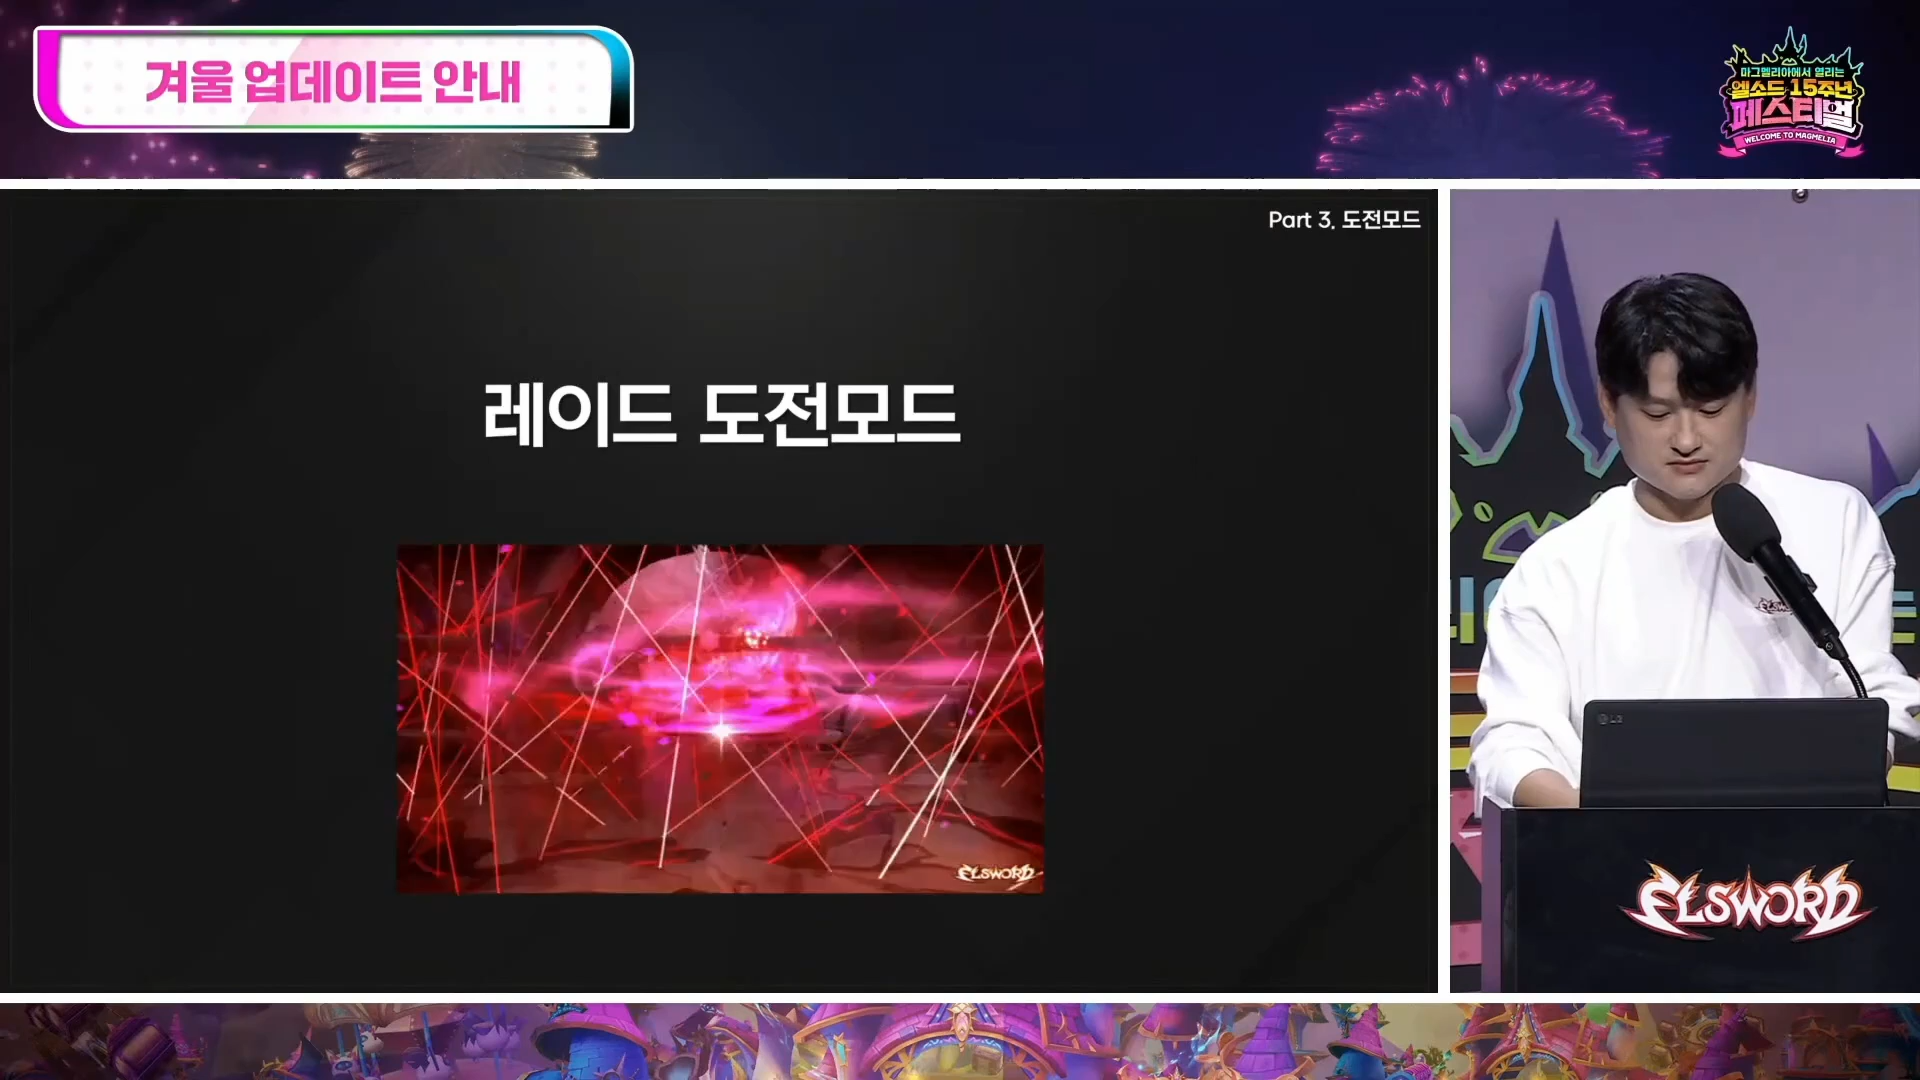 겨울 업데이트 안내
마그멜리아에서 열리는
엘소드 15주년
페스티벌
WELCOME TO MAGMELIA
Part 3. 도전모드
레이드 도전모드
ELSWORD
LG
ELSWORD